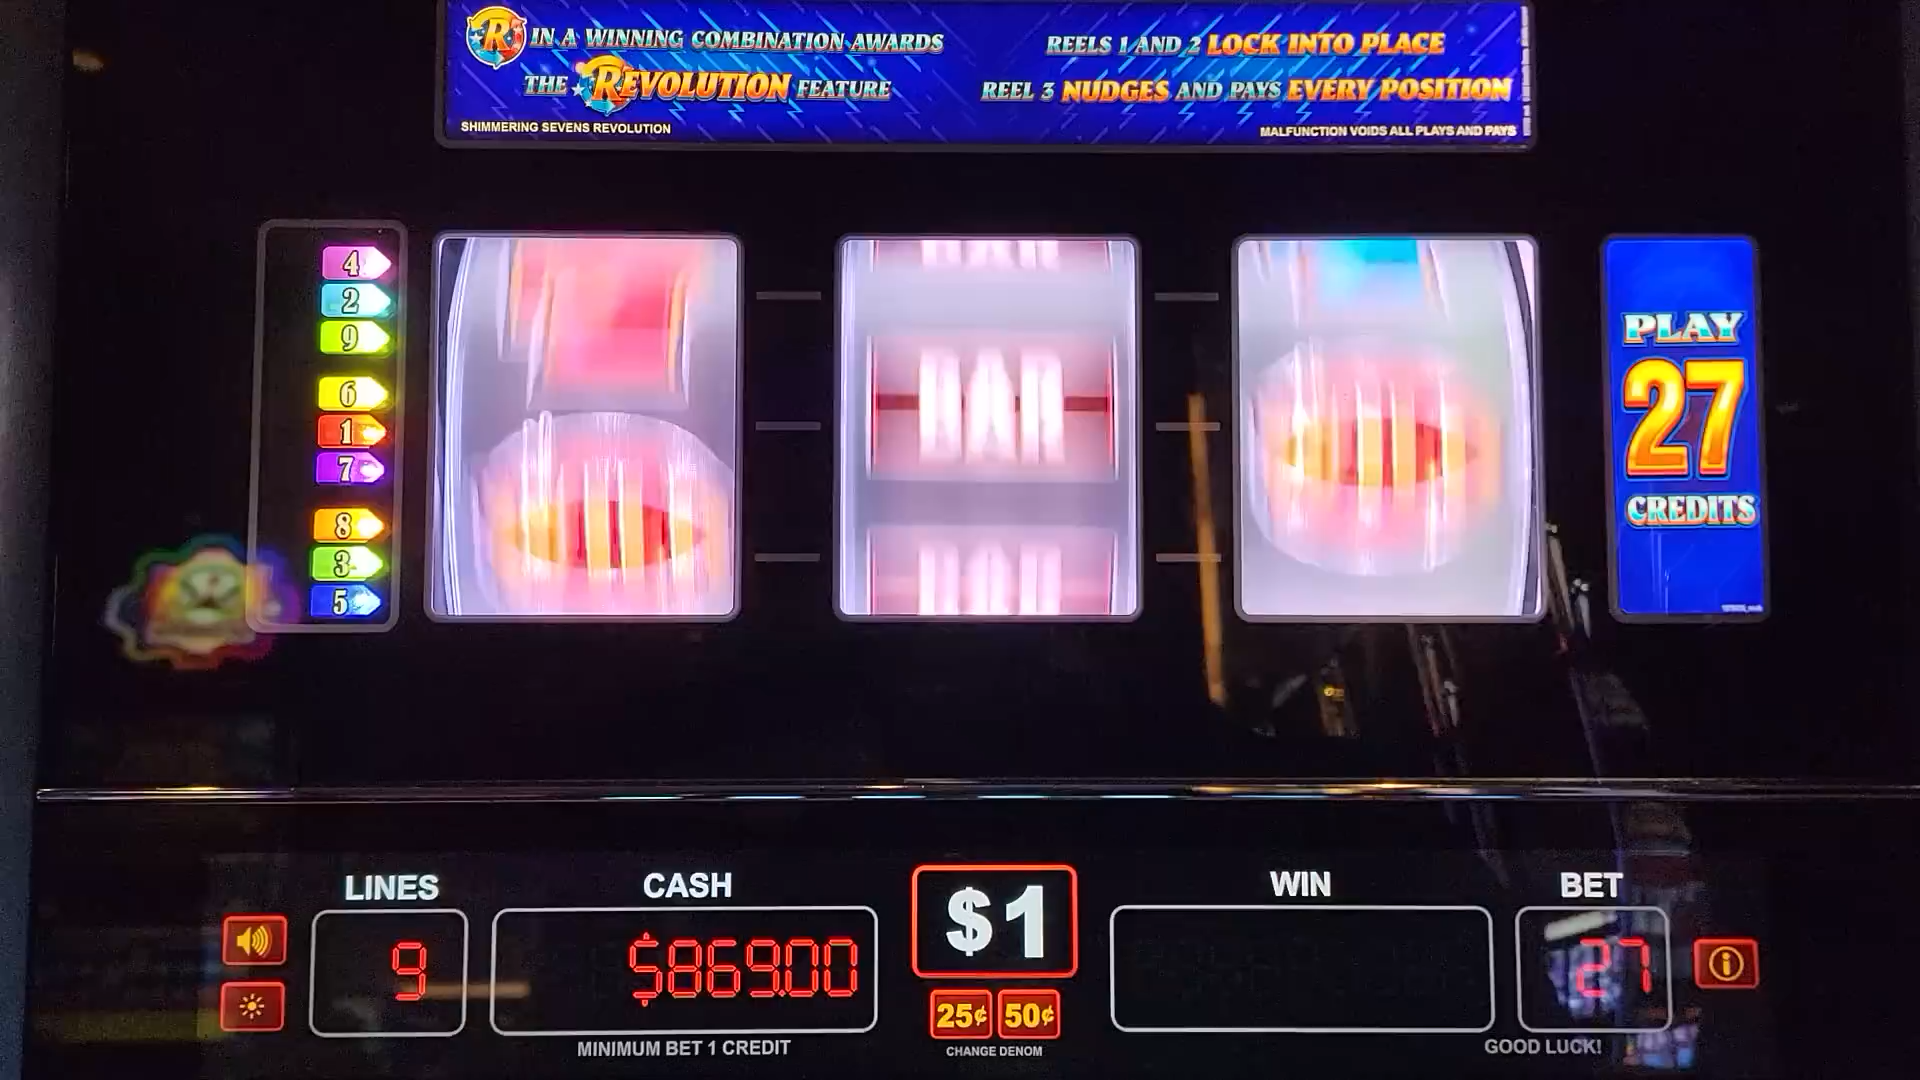 R IN A WINNING COMBINATION AWARDS
THE REVOLUTION FEATURE
REELS 1 AND 2 LOCK INTO PLACE
REEL 3 NUDGES AND PAYS EVERY POSITION
SHIMMERING SEVENS REVOLUTION
MALFUNCTION VOIDS ALL PLAYS AND PAYS
4
2
9
6
1
7
8
3
5
PLAY
27
CREDITS
LINES
9
CASH
$869.00
MINIMUM BET 1 CREDIT
$1
25¢ 50¢
CHANGE DENOM
WIN
BET
27
GOOD LUCK!